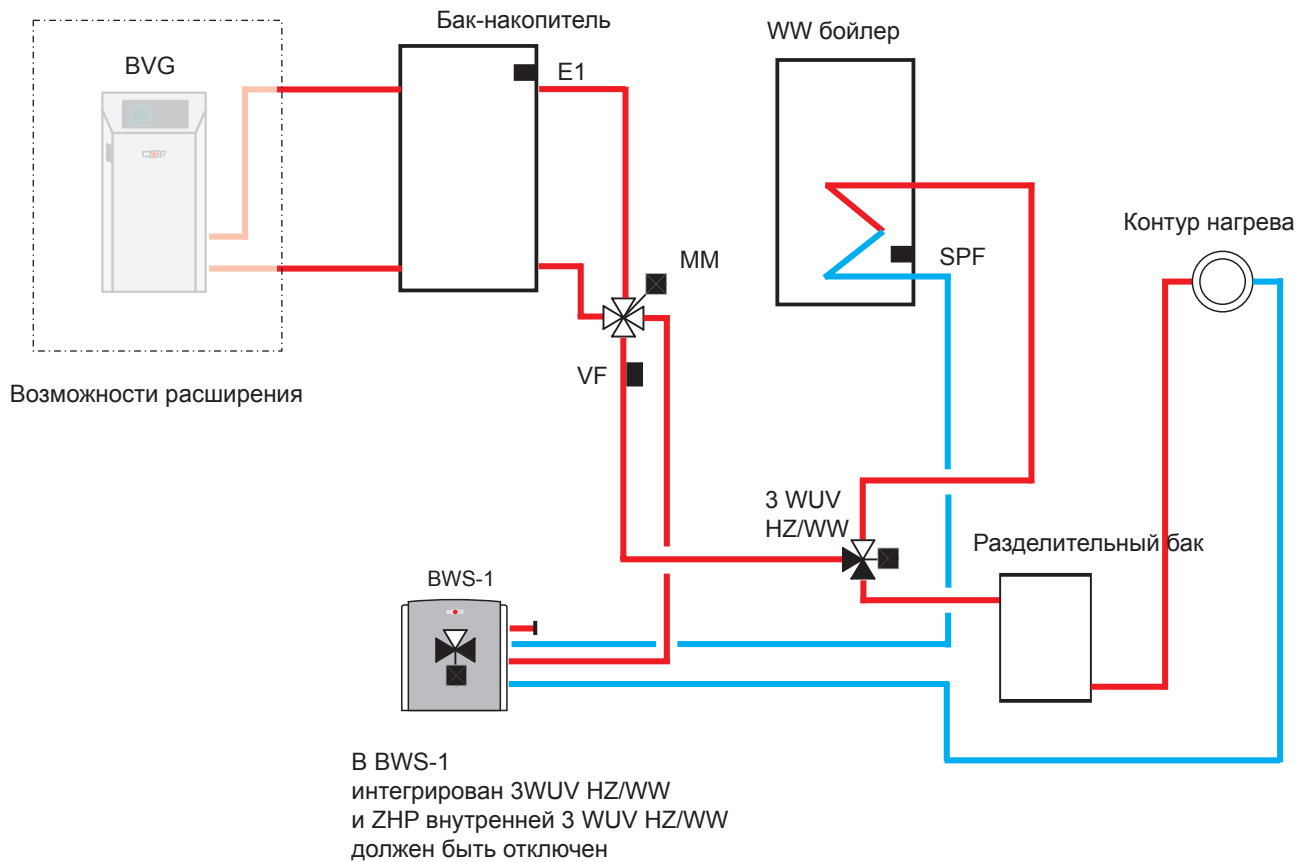 Бак-накопитель
WW бойлер
BVG
E1
Контур нагрева
MM
SPF
VF
Возможности расширения
3 WUV
HZ/WW
Разделительный бак
BWS-1
В BWS-1
интегрирован 3WUV HZ/WW
и ZHP внутренней 3 WUV HZ/WW
должен быть отключен